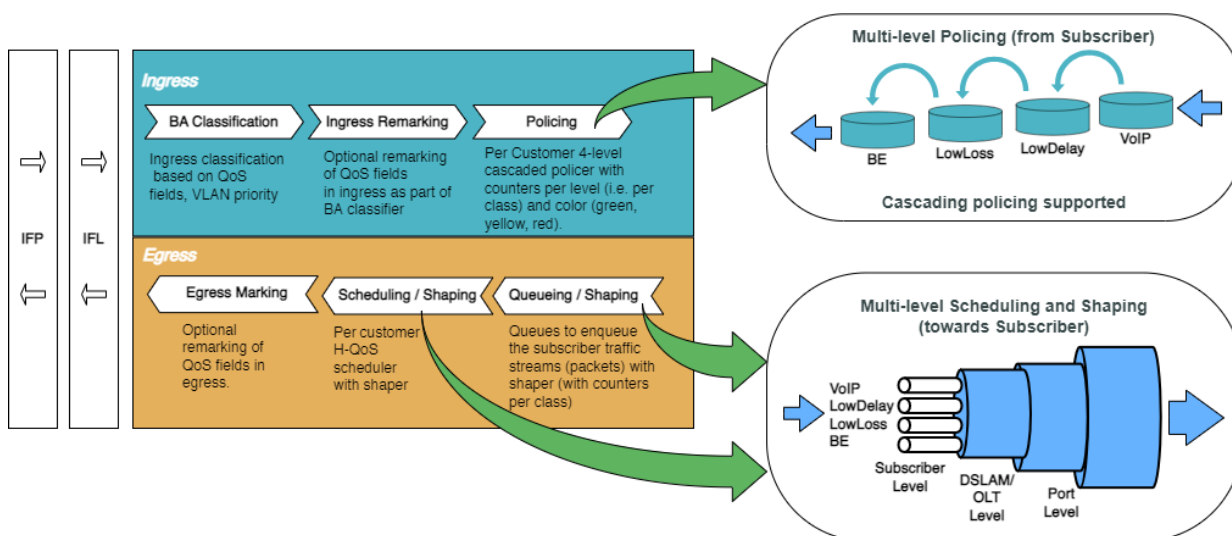 IFP
IFL
Ingress
BA Classification
Ingress Remarking
Policing
Ingress classification
based on QoS
fields, VLAN priority
Optional remarking
of QoS fields
in ingress as part of
BA classifier
Per Customer 4-level
cascaded policer with
counters per level (i.e. per
class) and color (green,
yellow, red).
Egress
Egress Marking
Scheduling / Shaping
Queueing / Shaping
Optional
remarking of
QoS fields in
egress.
Per customer
H-QoS
scheduler
with shaper
Queues to enqueue
the subscriber traffic
streams (packets) with
shaper (with counters
per class)
Multi-level Policing (from Subscriber)
BE
LowLoss
LowDelay
VoIP
Cascading policing supported
Multi-level Scheduling and Shaping
(towards Subscriber)
VoIP
LowDelay
LowLoss
BE
Subscriber
Level
DSLAM/
OLT
Level
Port
Level